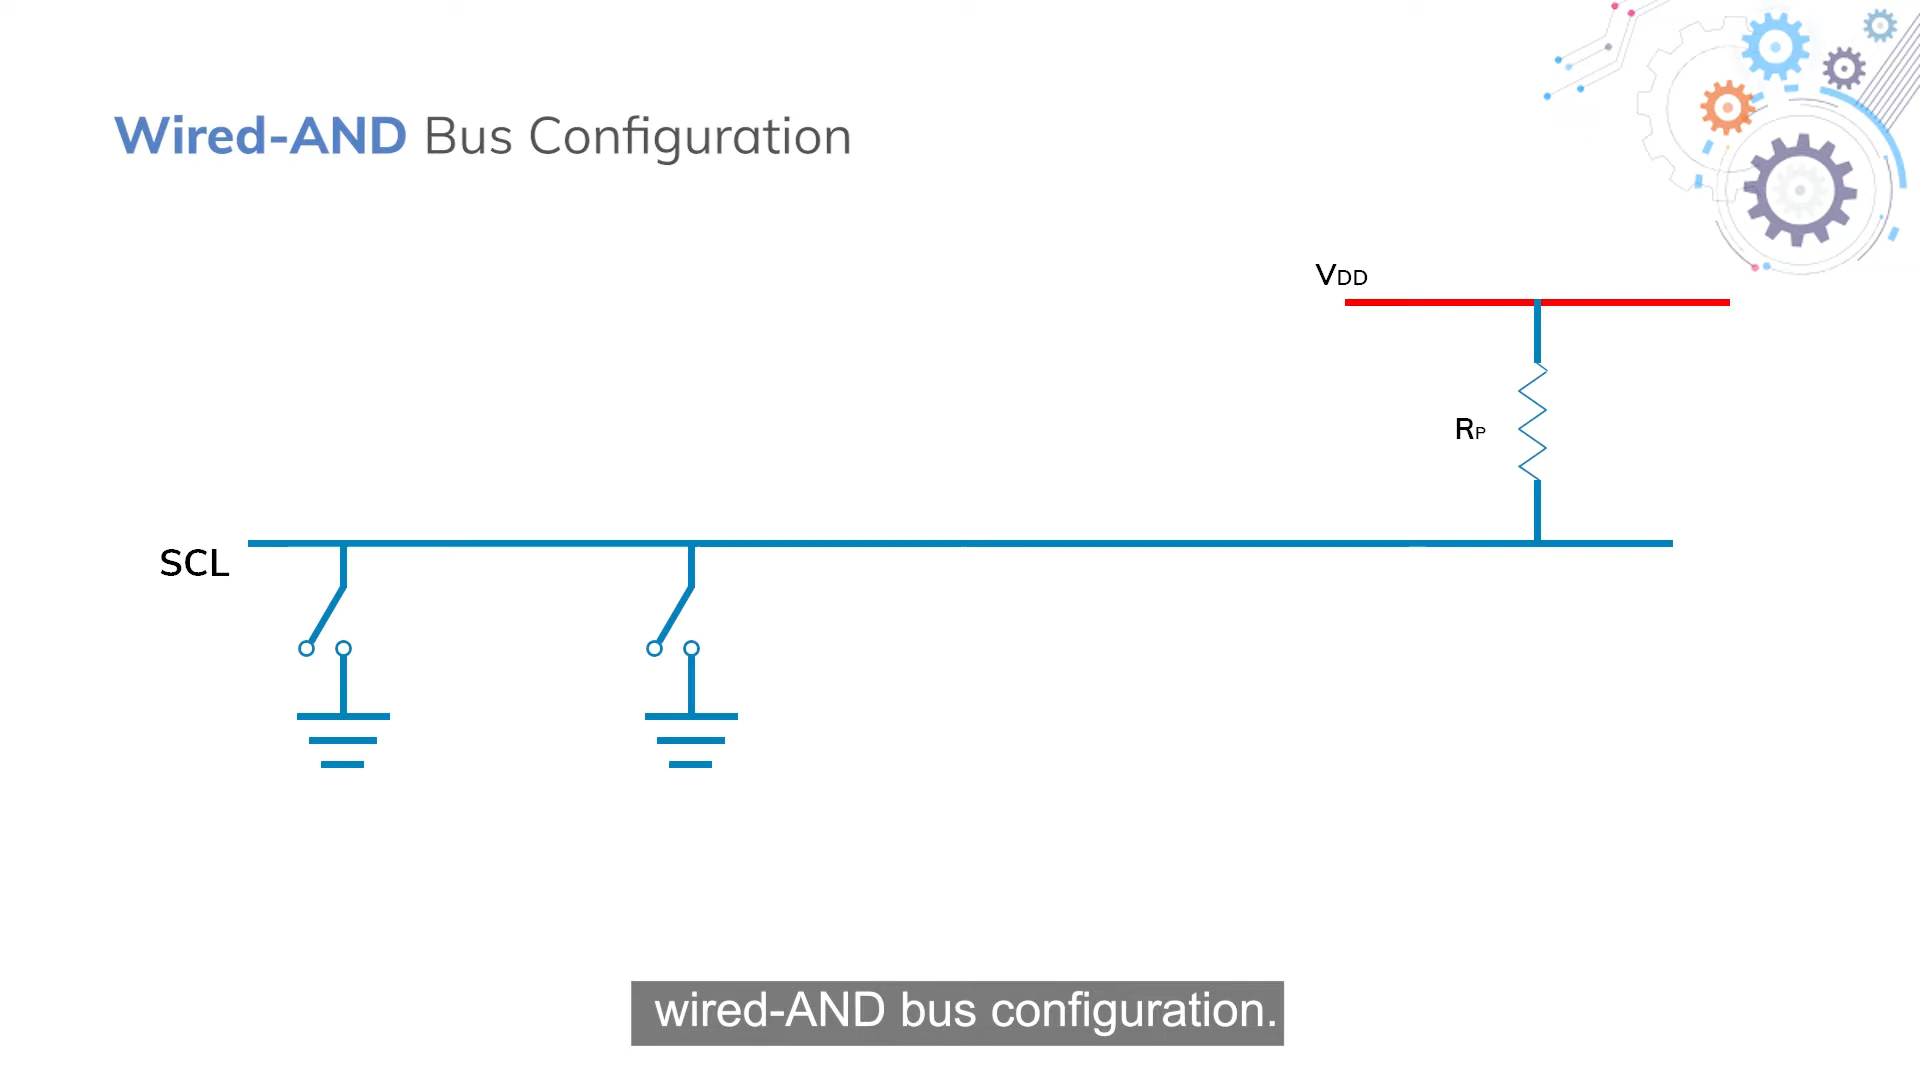 Wired-AND Bus Configuration
VDD
RP
SCL
wired-AND bus configuration.